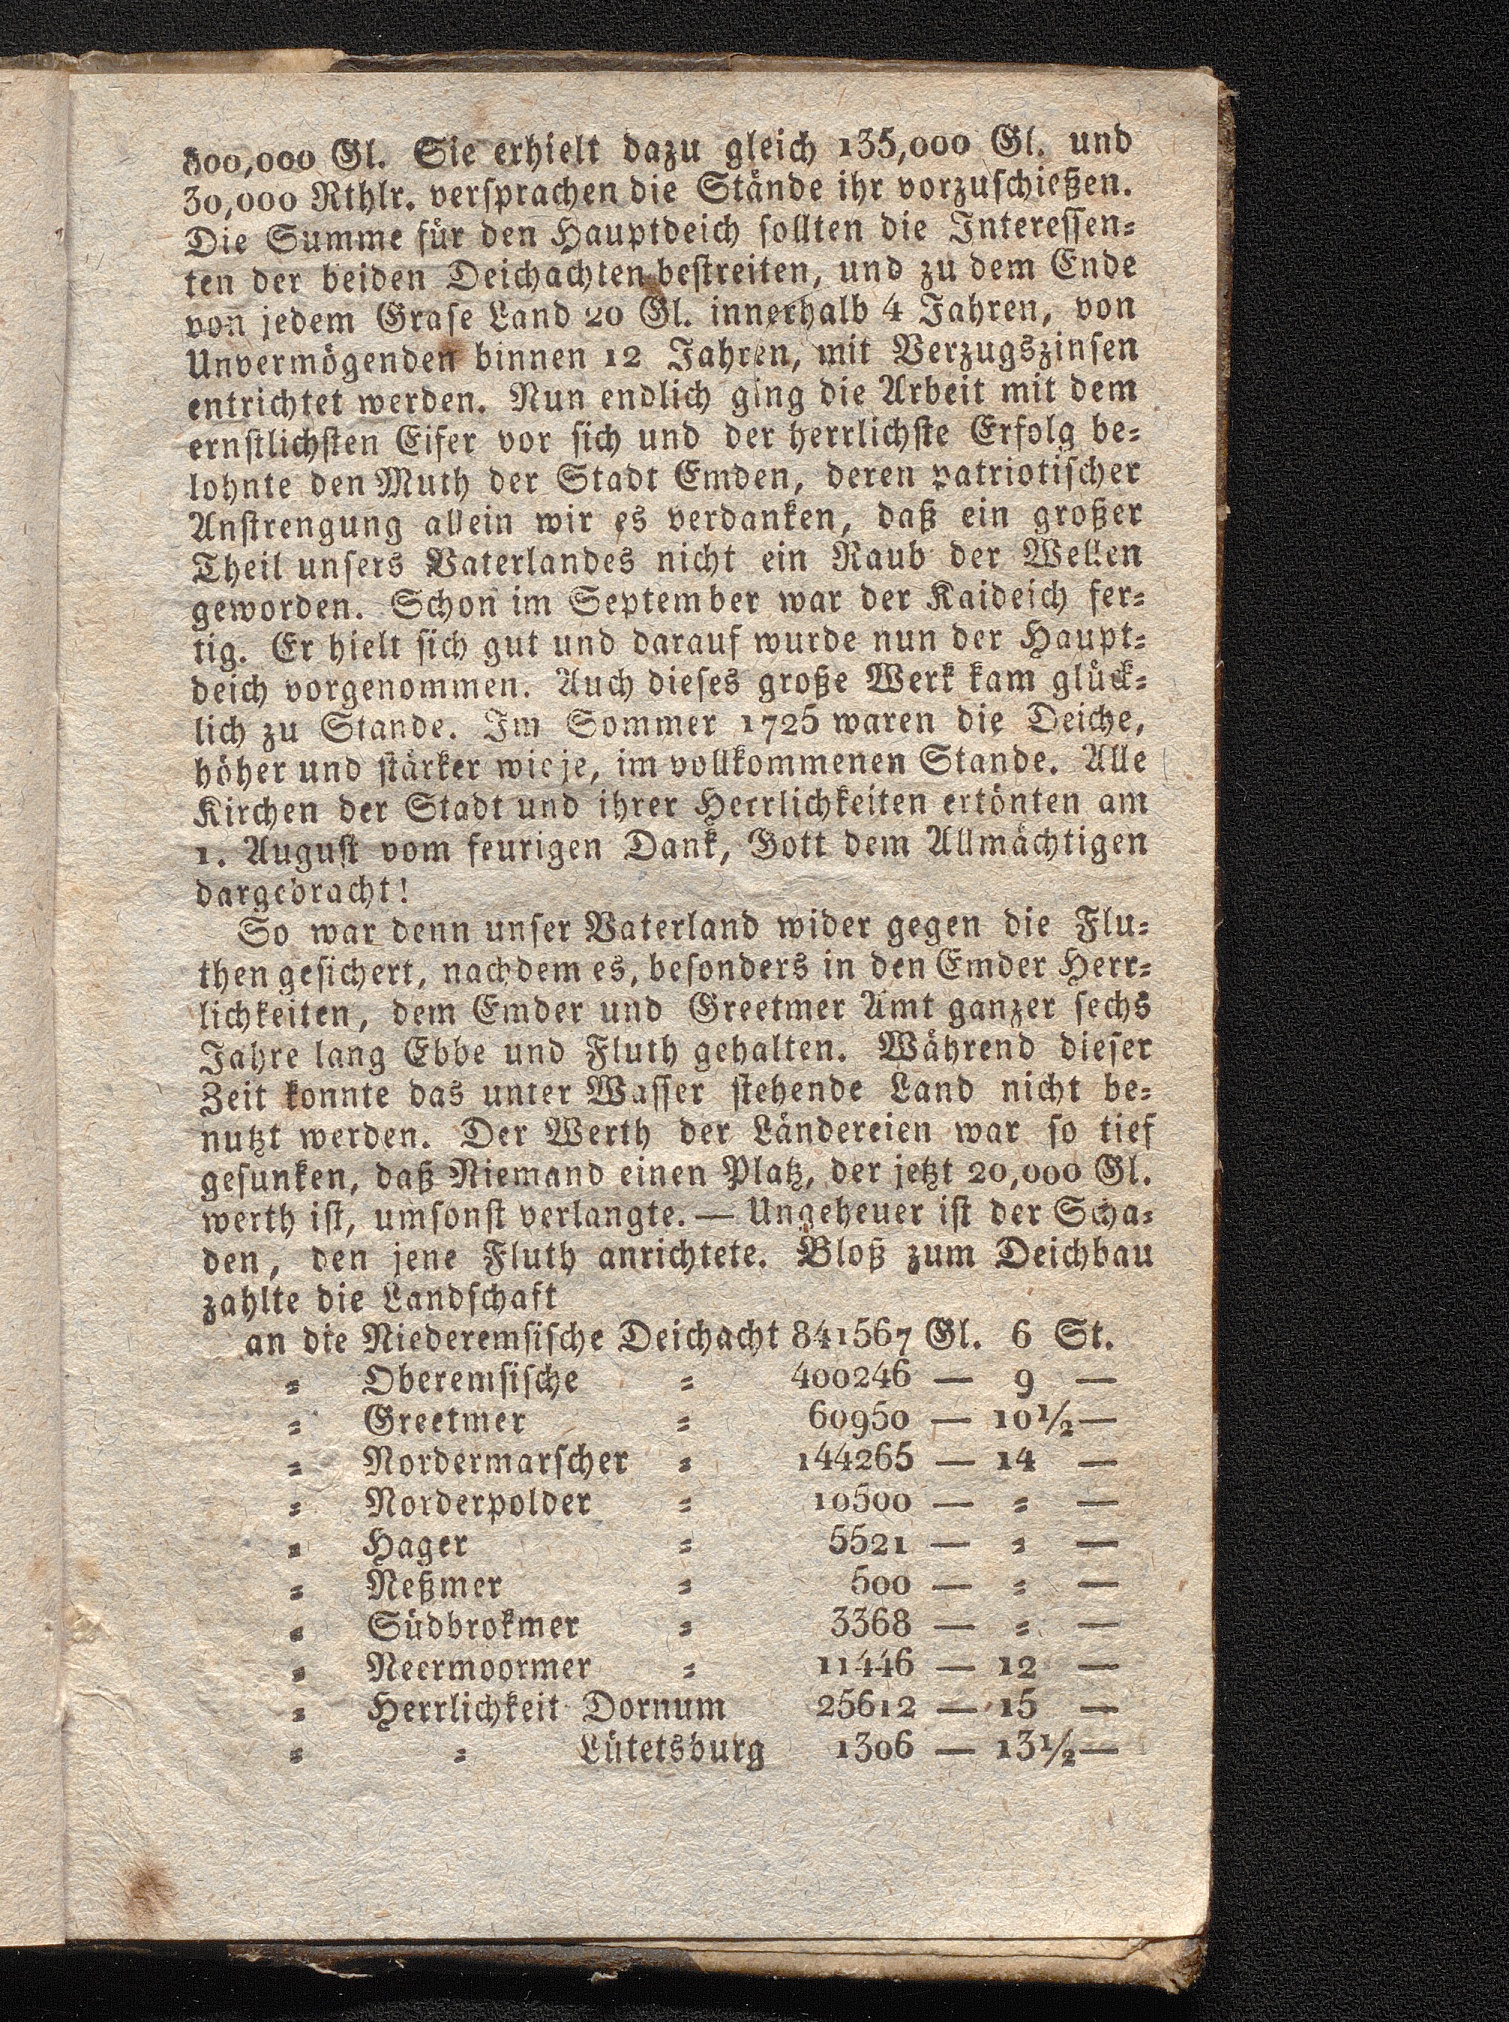 800,000 Gl. Sie erhielt dazu gleich 135,000 Gl. und
30,000 Rthlr. versprachen die Stände ihr vorzuschießen.
Die Summe für den Hauptdeich sollten die Interessen-
ten der beiden Deichachten bestreiten, und zu dem Ende
von jedem Grase Land 20 Gl. innerhalb 4 Jahren, von
Unvermögenden binnen 12 Jahren, mit Verzugszinsen
entrichtet werden. Nun endlich ging die Arbeit mit dem
ernstlichsten Eifer vor sich und der herrlichste Erfolg be-
lohnte den Muth der Stadt Emden, deren patriotischer
Anstrengung allein wir es verdanken, daß ein großer
Theil unsers Vaterlandes nicht ein Raub der Wellen
geworden. Schon im September war der Kaideich fer-
tig. Er hielt sich gut und darauf wurde nun der Haupt-
deich vorgenommen. Auch dieses große Werk kam glück-
lich zu Stande. Im Sommer 1725 waren die Deiche,
höher und stärker wie je, im vollkommenen Stande. Alle
Kirchen der Stadt und ihrer Herrlichkeiten ertönten am
1. August vom feurigen Dank, Gott dem Allmächtigen
dargebracht!
So war denn unser Vaterland wider gegen die Flu-
then gesichert, nachdem es, besonders in den Emder Herr-
lichkeiten, dem Emder und Greetmer Amt ganzer sechs
Jahre lang Ebbe und Fluth gehalten. Während dieser
Zeit konnte das unter Wasser stehende Land nicht be-
nutzt werden. Der Werth der Ländereien war so tief
gesunken, daß Niemand einen Platz, der jetzt 20,000 Gl.
werth ist, umsonst verlangte. — Ungeheuer ist der Scha-
den, den jene Fluth anrichtete. Bloß zum Deichbau
zahlte die Landschaft
an die Niederemsische Deichacht 841567 Gl. 6 St.
= Oberemsische = 400246 — 9 —
= Greetmer = 60950 — 10½ —
= Nordermarscher = 144265 — 14 —
= Norderpolder = 10500 — = —
= Hager = 5521 — = —
= Neßmer = 500 — = —
= Südbrokmer = 3368 — = —
= Neermoormer = 11446 — 12 —
= Herrlichkeit Dornum 25612 — 15 —
= = Lütetsburg 1306 — 13½ —